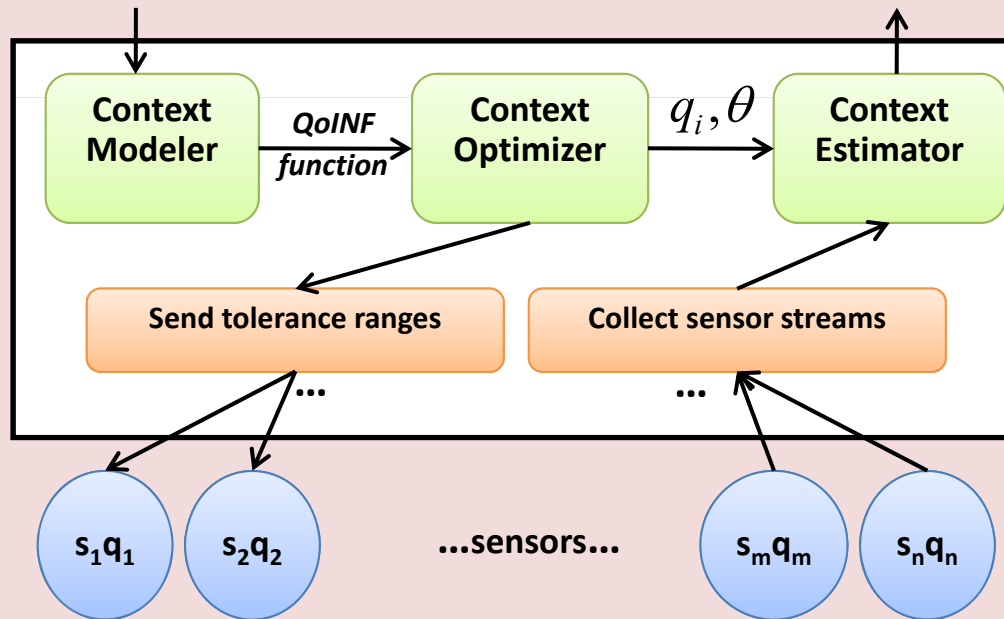 Context
Modeler
QoINF
function
Context
Optimizer
q_i, θ
Context
Estimator
Send tolerance ranges
Collect sensor streams
...
...
s₁q₁
s₂q₂
...sensors...
sₘqₘ
sₙqₙ